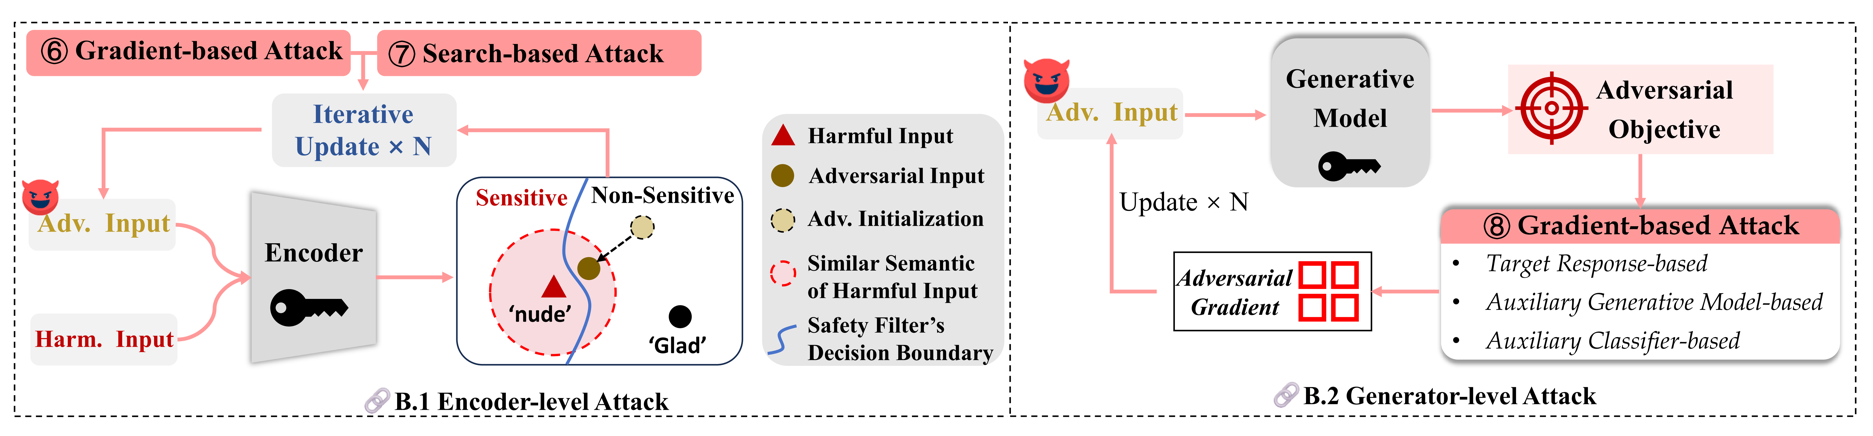 ⑥ Gradient-based Attack
⑦ Search-based Attack
Iterative
Update × N
Adv. Input
Harm. Input
Encoder
Sensitive
Non-Sensitive
'nude'
'Glad'
Harmful Input
Adversarial Input
Adv. Initialization
Similar Semantic
of Harmful Input
Safety Filter's
Decision Boundary
B.1 Encoder-level Attack
Adv. Input
Generative
Model
Adversarial
Objective
Update × N
Adversarial
Gradient
⑧ Gradient-based Attack
• Target Response-based
• Auxiliary Generative Model-based
• Auxiliary Classifier-based
B.2 Generator-level Attack